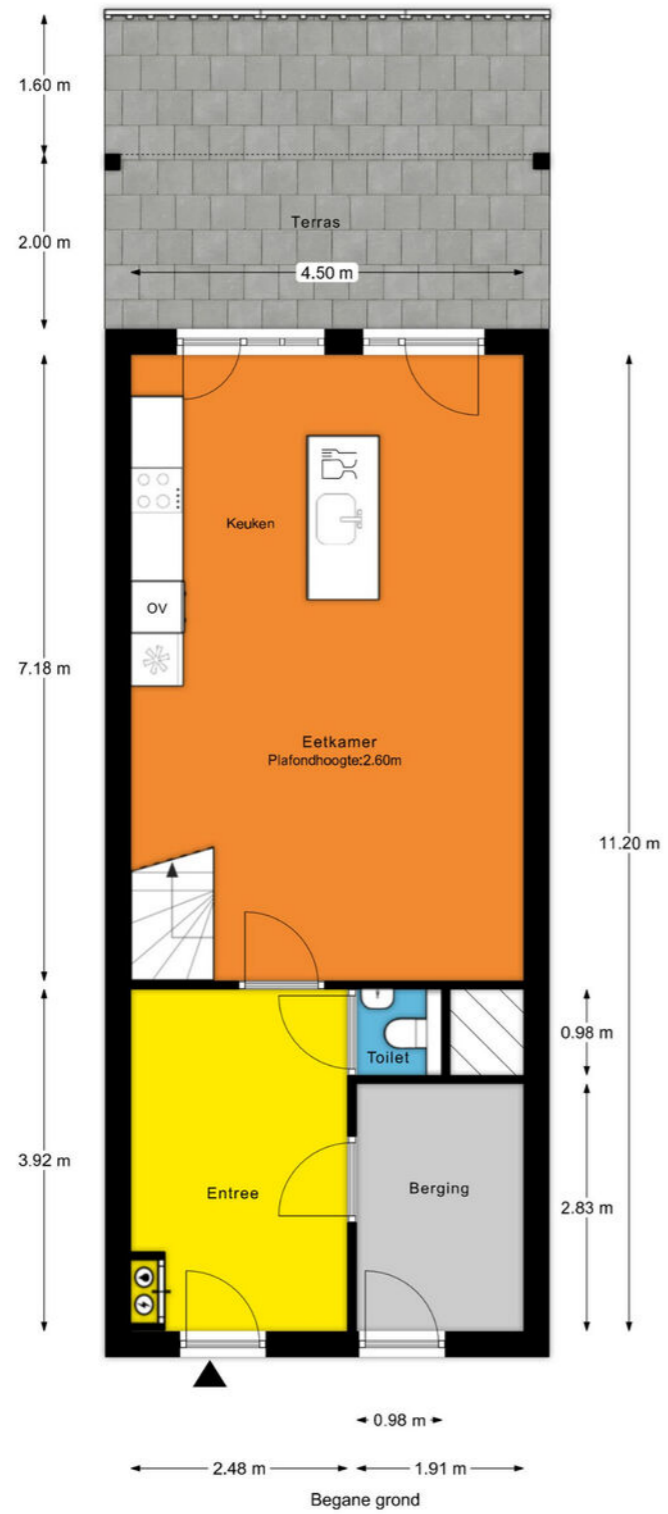 1.60 m
2.00 m
Terras
4.50 m
Keuken
OV
7.18 m
Eetkamer
Plafondhoogte:2.60m
11.20 m
0.98 m
Toilet
3.92 m
Entree
Berging
2.83 m
0.98 m
2.48 m
1.91 m
Begane grond